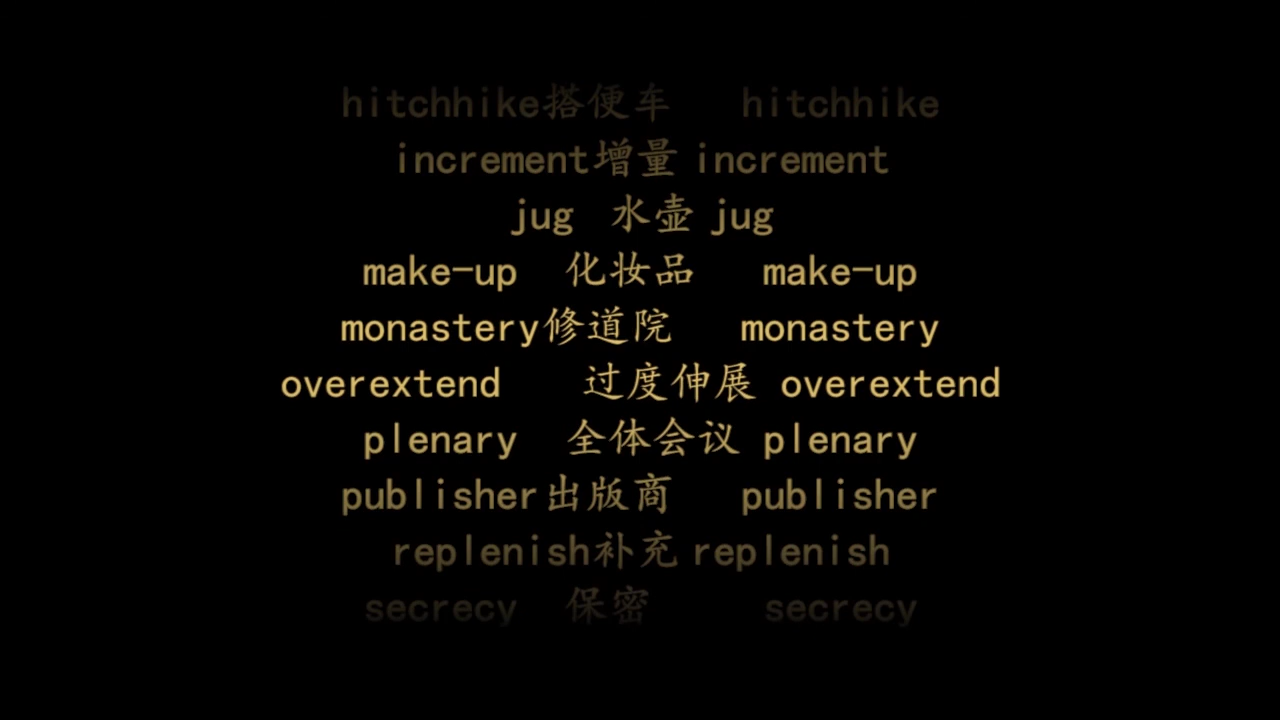 hitchhike搭便车 hitchhike
increment增量 increment
jug 水壶 jug
make-up 化妆品 make-up
monastery修道院 monastery
overextend 过度伸展 overextend
plenary 全体会议 plenary
publisher出版商 publisher
replenish补充 replenish
secrecy 保密 secrecy